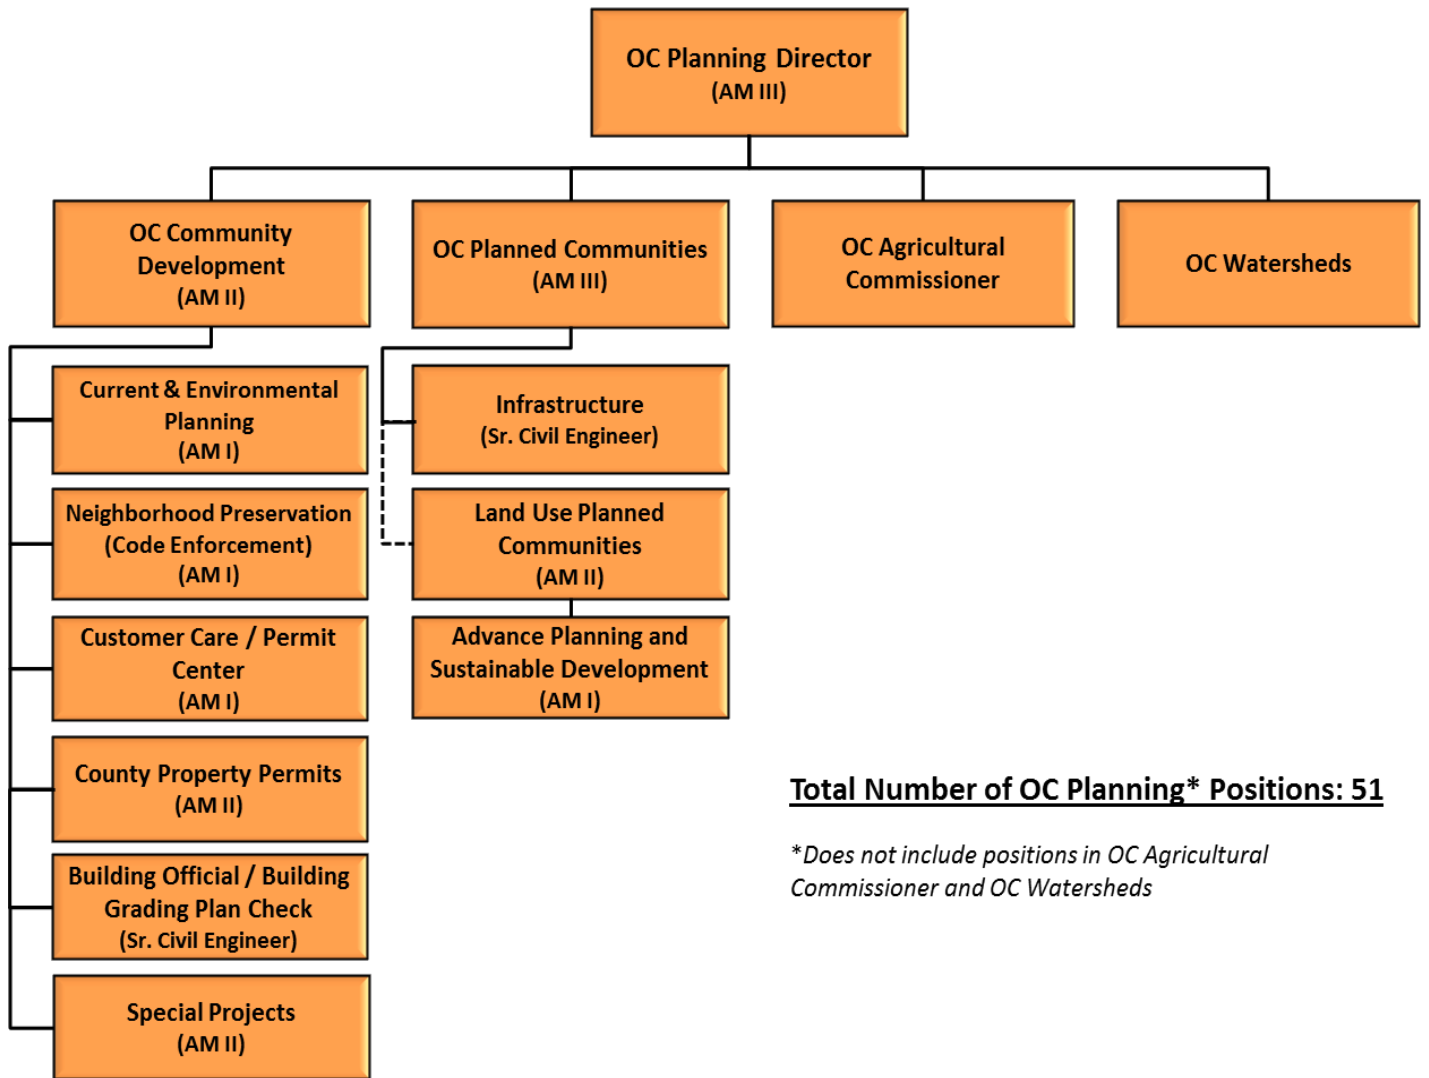 OC Planning Director
(AM III)
OC Community
Development
(AM II)
OC Planned Communities
(AM III)
OC Agricultural
Commissioner
OC Watersheds
Current & Environmental
Planning
(AM I)
Neighborhood Preservation
(Code Enforcement)
(AM I)
Customer Care / Permit
Center
(AM I)
County Property Permits
(AM II)
Building Official / Building
Grading Plan Check
(Sr. Civil Engineer)
Special Projects
(AM II)
Infrastructure
(Sr. Civil Engineer)
Land Use Planned
Communities
(AM II)
Advance Planning and
Sustainable Development
(AM I)
Total Number of OC Planning* Positions: 51
*Does not include positions in OC Agricultural
Commissioner and OC Watersheds